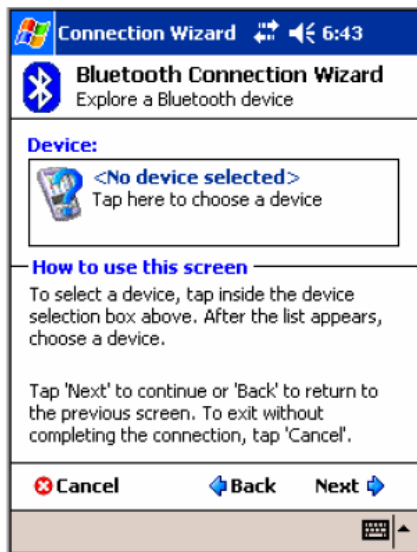 Connection Wizard 6:43
Bluetooth Connection Wizard
Explore a Bluetooth device
Device:
<No device selected>
Tap here to choose a device
How to use this screen
To select a device, tap inside the device
selection box above. After the list appears,
choose a device.
Tap 'Next' to continue or 'Back' to return to
the previous screen. To exit without
completing the connection, tap 'Cancel'.
Cancel Back Next